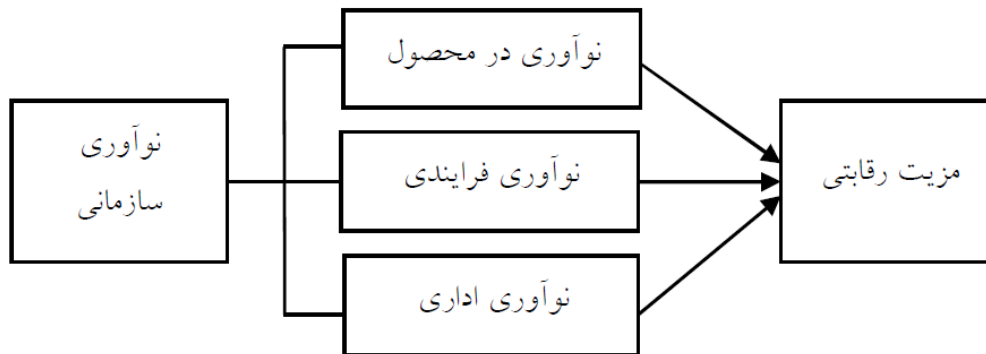 نوآوری در محصول
نوآوری
سازمانی
نوآوری فرایندی
مزیت رقابتی
نوآوری اداری